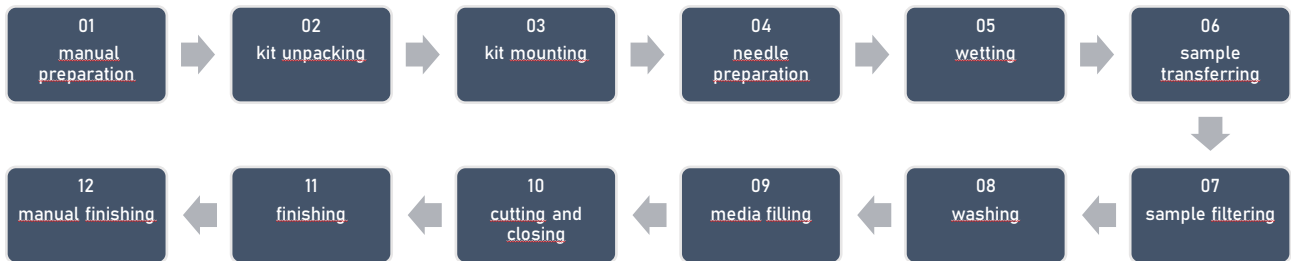 01
manual
preparation
02
kit unpacking
03
kit mounting
04
needle
preparation
05
wetting
06
sample
transferring
07
sample filtering
08
washing
09
media filling
10
cutting and
closing
11
finishing
12
manual finishing